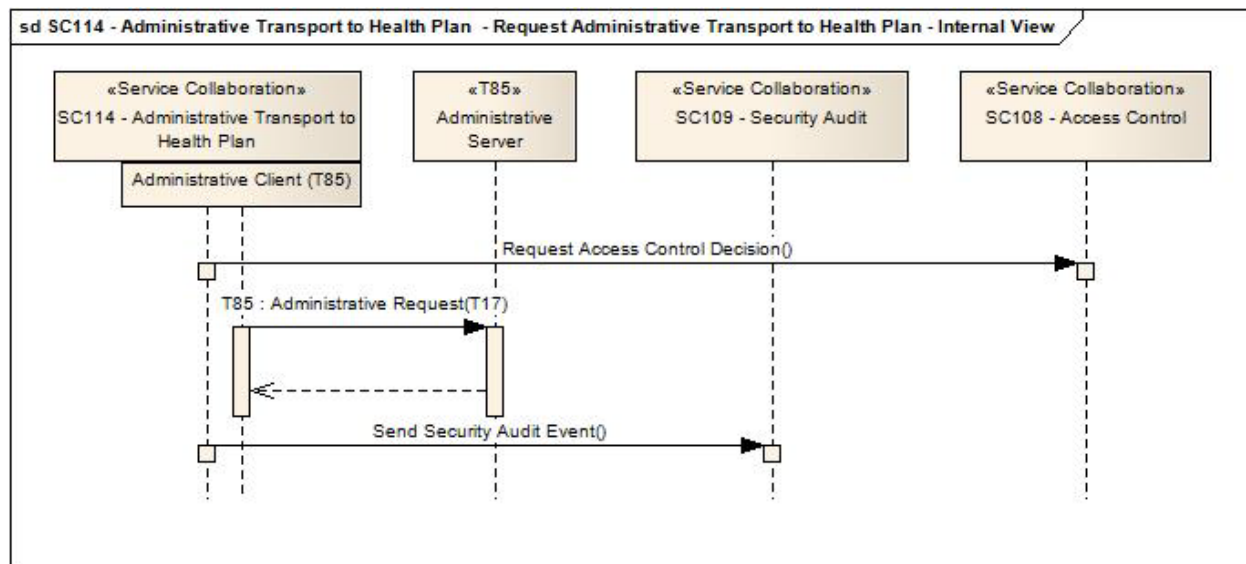 sd SC114 - Administrative Transport to Health Plan  - Request Administrative Transport to Health Plan - Internal View
«Service Collaboration»
SC114 - Administrative Transport to
Health Plan
Administrative Client (T85)
«T85»
Administrative
Server
«Service Collaboration»
SC109 - Security Audit
«Service Collaboration»
SC108 - Access Control
Request Access Control Decision()
T85 : Administrative Request(T17)
Send Security Audit Event()